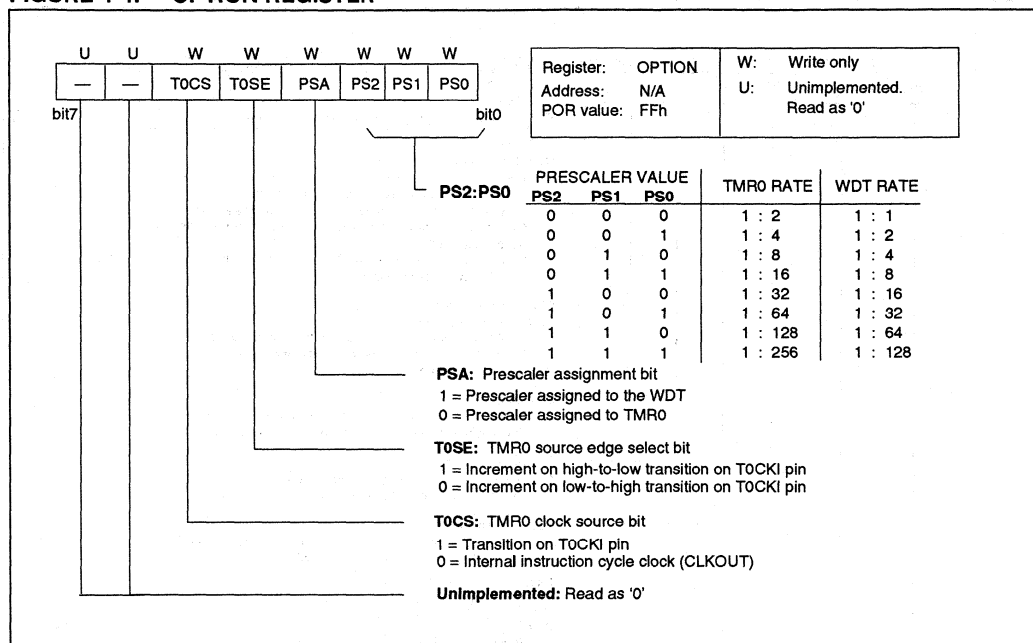 U U W W W W W W
— — T0CS T0SE PSA PS2 PS1 PS0
bit7 bit0
Register: OPTION
Address: N/A
POR value: FFh
W: Write only
U: Unimplemented.
Read as '0'
PS2:PS0
PRESCALER VALUE TMR0 RATE WDT RATE
PS2 PS1 PS0
0 0 0 1 : 2 1 : 1
0 0 1 1 : 4 1 : 2
0 1 0 1 : 8 1 : 4
0 1 1 1 : 16 1 : 8
1 0 0 1 : 32 1 : 16
1 0 1 1 : 64 1 : 32
1 1 0 1 : 128 1 : 64
1 1 1 1 : 256 1 : 128
PSA: Prescaler assignment bit
1 = Prescaler assigned to the WDT
0 = Prescaler assigned to TMR0
T0SE: TMR0 source edge select bit
1 = Increment on high-to-low transition on T0CKI pin
0 = Increment on low-to-high transition on T0CKI pin
T0CS: TMR0 clock source bit
1 = Transition on T0CKI pin
0 = Internal instruction cycle clock (CLKOUT)
Unimplemented: Read as '0'